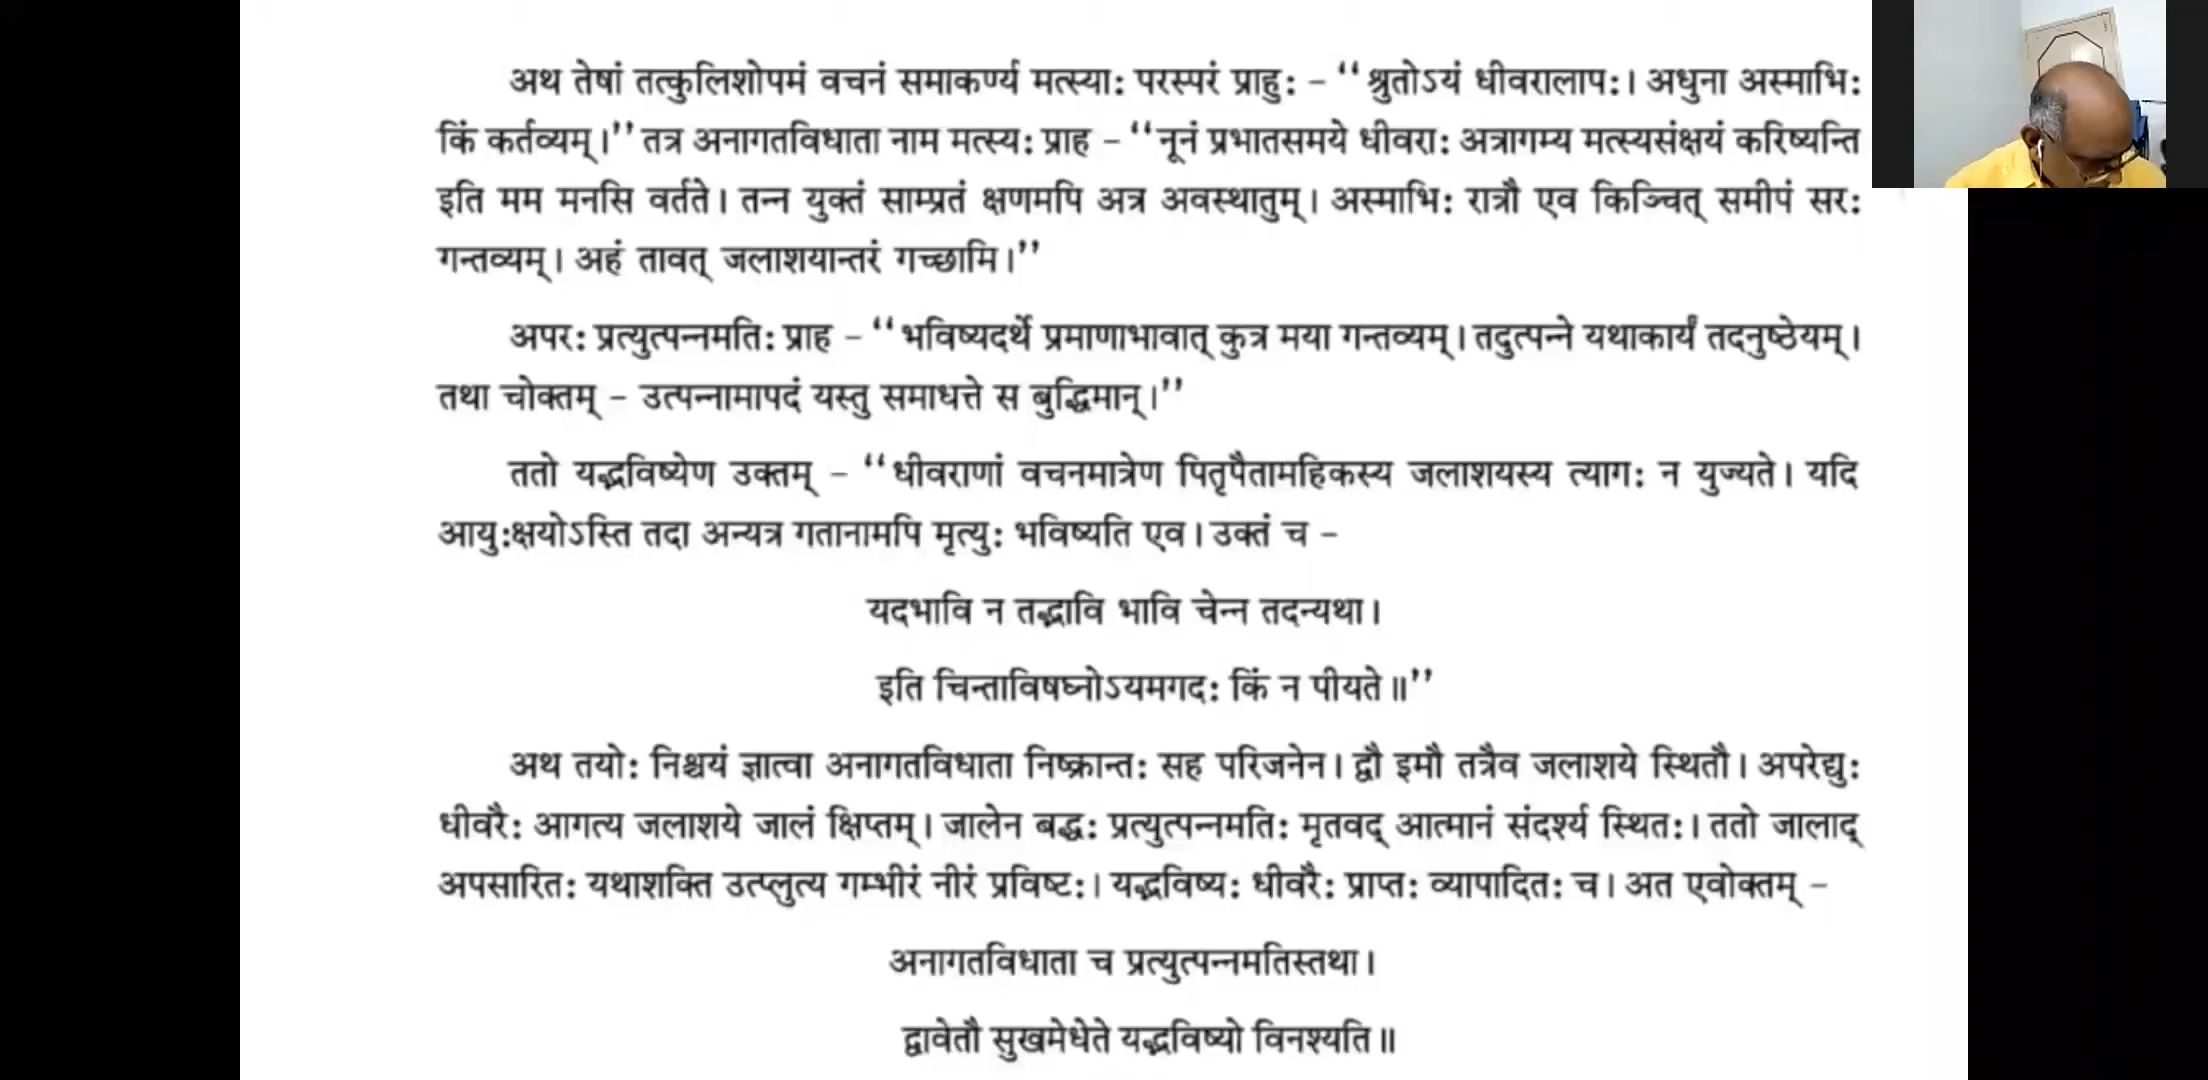 अथ तेषां तत्कुलिशोपमं वचनं समाकर्ण्य मत्स्याः परस्परं प्राहुः – ‘‘श्रुतोऽयं धीवरालापः। अधुना अस्माभिः
किं कर्तव्यम्।’’ तत्र अनागतविधाता नाम मत्स्यः प्राह – ‘‘नूनं प्रभातसमये धीवराः अत्रागम्य मत्स्यसंक्षयं करिष्यन्ति
इति मम मनसि वर्तते। तन्न युक्तं साम्प्रतं क्षणमपि अत्र अवस्थातुम्। अस्माभिः रात्रौ एव किञ्चित् समीपं सरः
गन्तव्यम्। अहं तावत् जलाशयान्तरं गच्छामि।’’
अपरः प्रत्युत्पन्नमतिः प्राह – ‘‘भविष्यदर्थे प्रमाणाभावात् कुत्र मया गन्तव्यम्। तदुत्पन्ने यथाकार्यं तदनुष्ठेयम्।
तथा चोक्तम् – उत्पन्नामापदं यस्तु समाधत्ते स बुद्धिमान्।’’
ततो यद्भविष्येण उक्तम् – ‘‘धीवराणां वचनमात्रेण पितृपैतामहिकस्य जलाशयस्य त्यागः न युज्यते। यदि
आयुःक्षयोऽस्ति तदा अन्यत्र गतानामपि मृत्युः भविष्यति एव। उक्तं च –
यदभावि न तद्भावि भावि चेन्न तदन्यथा।
इति चिन्ताविषघ्नोऽयमगदः किं न पीयते॥’’
अथ तयोः निश्चयं ज्ञात्वा अनागतविधाता निष्क्रान्तः सह परिजनेन। द्वौ इमौ तत्रैव जलाशये स्थितौ। अपरेद्युः
धीवरैः आगत्य जलाशये जालं क्षिप्तम्। जालेन बद्धः प्रत्युत्पन्नमतिः मृतवद् आत्मानं संदर्श्य स्थितः। ततो जालाद्
अपसारितः यथाशक्ति उत्प्लुत्य गम्भीरं नीरं प्रविष्टः। यद्भविष्यः धीवरैः प्राप्तः व्यापादितः च। अत एवोक्तम् –
अनागतविधाता च प्रत्युत्पन्नमतिस्तथा।
द्वावेतौ सुखमेधेते यद्भविष्यो विनश्यति॥